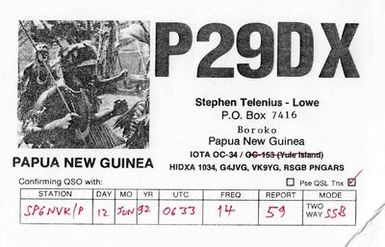 P29DX
Stephen Telenius - Lowe
P.O. Box 7416
Boroko
Papua New Guinea
IOTA OC-34 / OC-153 (Yule Island)
PAPUA NEW GUINEA
HIDXA 1034, G4JVG, VK9YG, RSGB PNGARS
Confirming QSO with: Pse QSL Tnx
STATION DAY MO YR UTC FREQ REPORT MODE
SP6NVK/P 12 JUN 92 0633 14 59 TWO WAY SSB